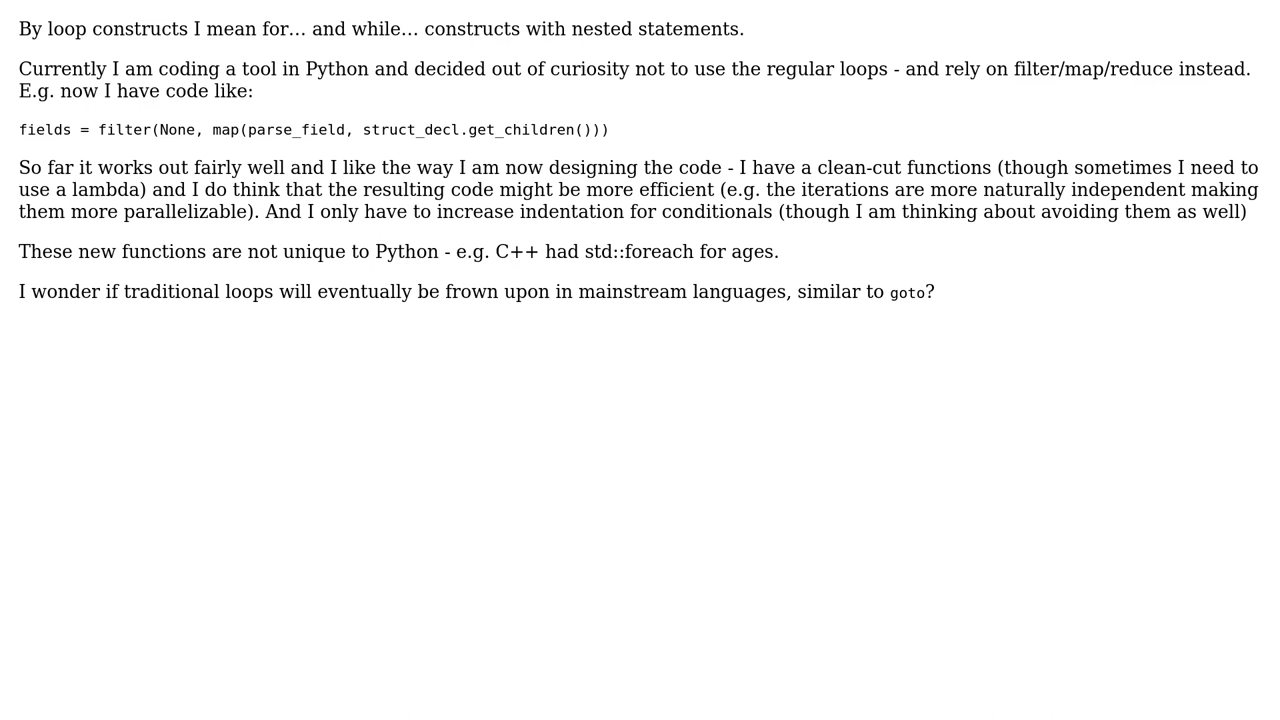 By loop constructs I mean for… and while… constructs with nested statements.
Currently I am coding a tool in Python and decided out of curiosity not to use the regular loops - and rely on filter/map/reduce instead.
E.g. now I have code like:
fields = filter(None, map(parse_field, struct_decl.get_children()))
So far it works out fairly well and I like the way I am now designing the code - I have a clean-cut functions (though sometimes I need to
use a lambda) and I do think that the resulting code might be more efficient (e.g. the iterations are more naturally independent making
them more parallelizable). And I only have to increase indentation for conditionals (though I am thinking about avoiding them as well)
These new functions are not unique to Python - e.g. C++ had std::foreach for ages.
I wonder if traditional loops will eventually be frown upon in mainstream languages, similar to goto?